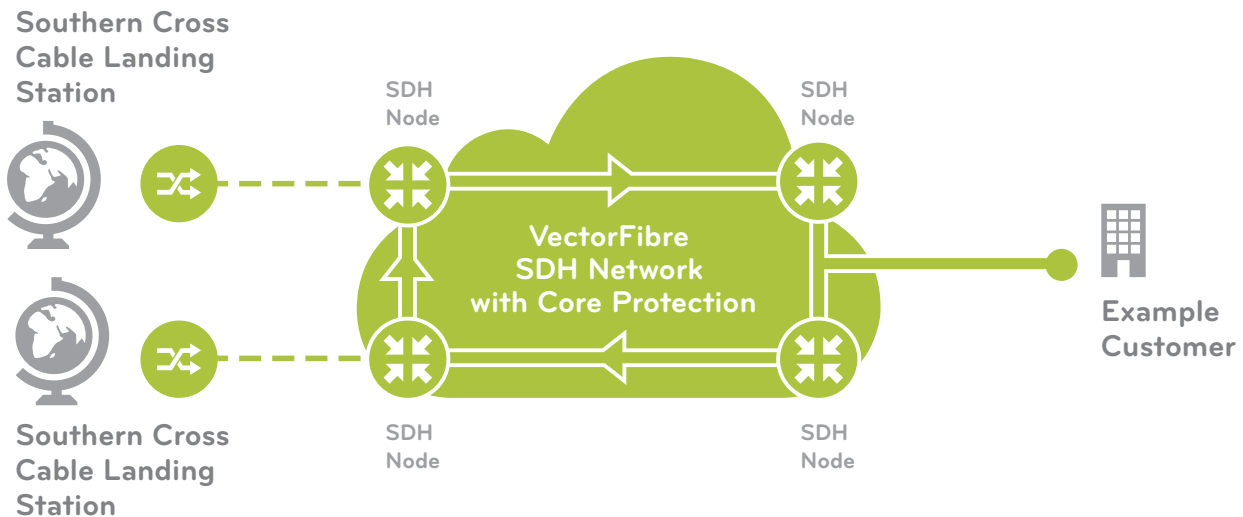 Southern Cross
Cable Landing
Station
SDH
Node
SDH
Node
VectorFibre
SDH Network
with Core Protection
Example
Customer
Southern Cross
Cable Landing
Station
SDH
Node
SDH
Node